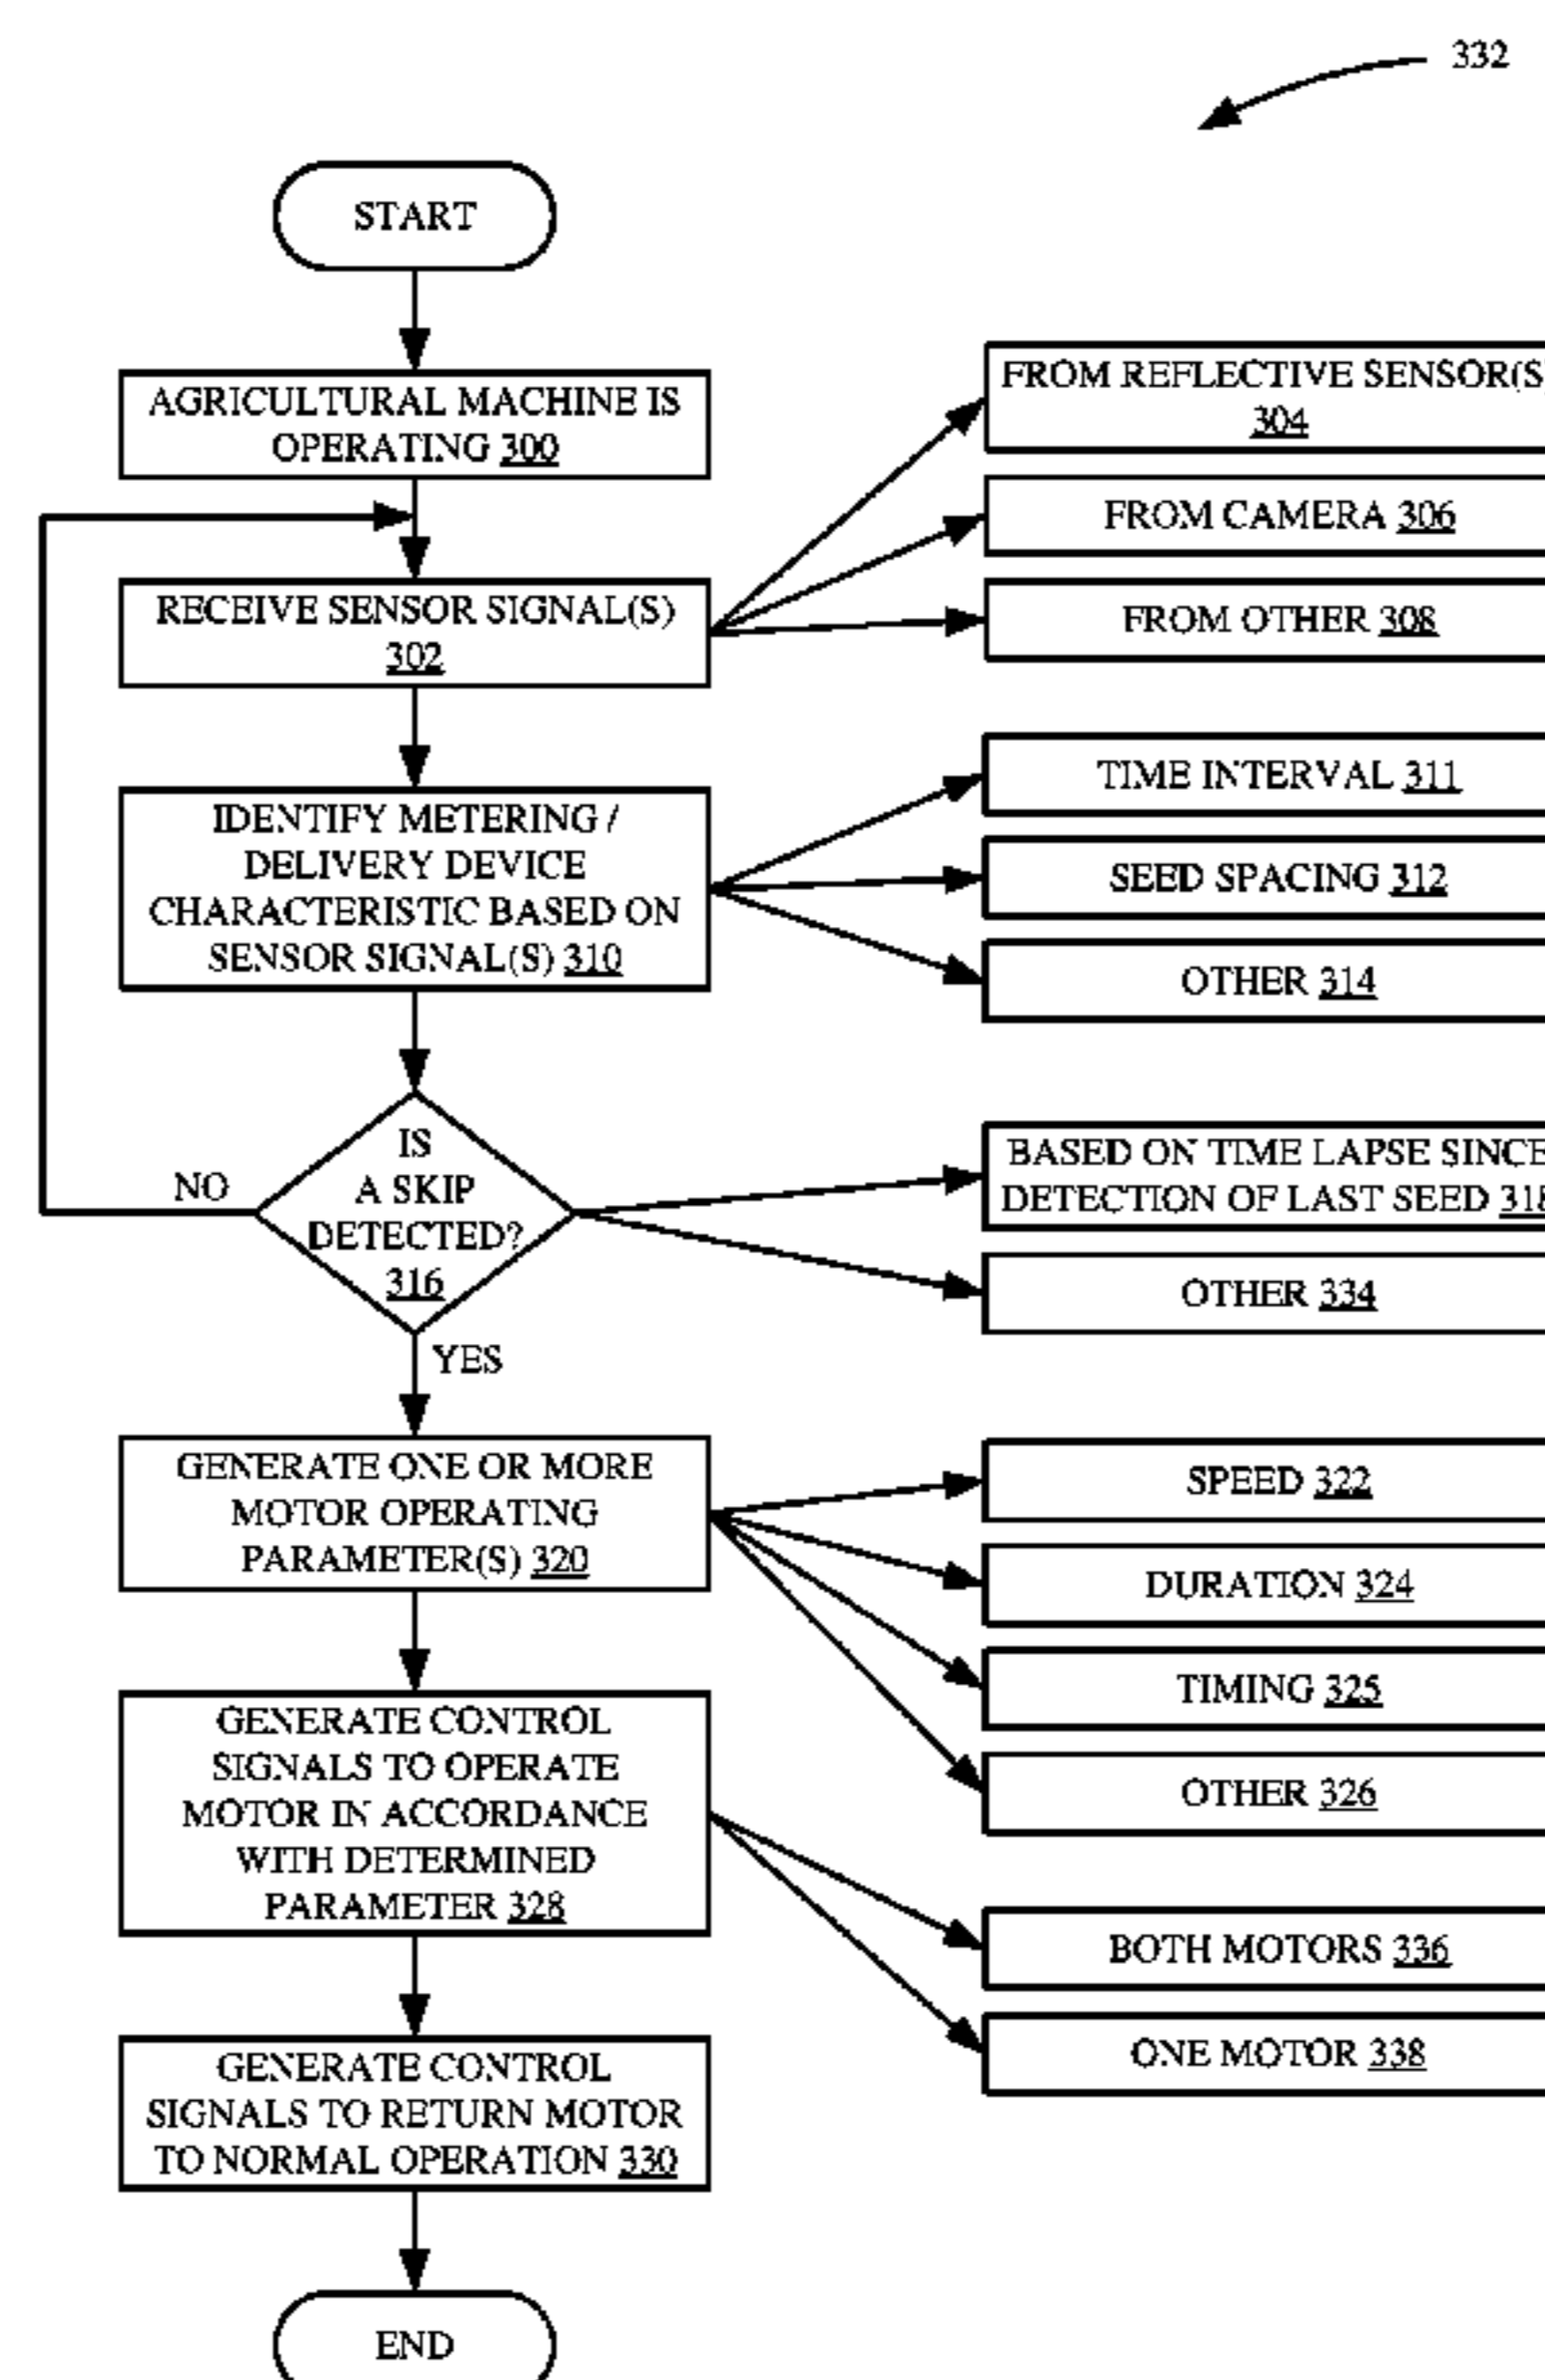 332
START
AGRICULTURAL MACHINE IS
OPERATING 300
FROM REFLECTIVE SENSOR(S)
304
FROM CAMERA 306
RECEIVE SENSOR SIGNAL(S)
302
FROM OTHER 308
TIME INTERVAL 311
IDENTIFY METERING /
DELIVERY DEVICE
CHARACTERISTIC BASED ON
SENSOR SIGNAL(S) 310
SEED SPACING 312
OTHER 314
IS
A SKIP
DETECTED?
316
NO
YES
BASED ON TIME LAPSE SINCE
DETECTION OF LAST SEED 318
OTHER 334
GENERATE ONE OR MORE
MOTOR OPERATING
PARAMETER(S) 320
SPEED 322
DURATION 324
TIMING 325
OTHER 326
GENERATE CONTROL
SIGNALS TO OPERATE
MOTOR IN ACCORDANCE
WITH DETERMINED
PARAMETER 328
BOTH MOTORS 336
ONE MOTOR 338
GENERATE CONTROL
SIGNALS TO RETURN MOTOR
TO NORMAL OPERATION 330
END